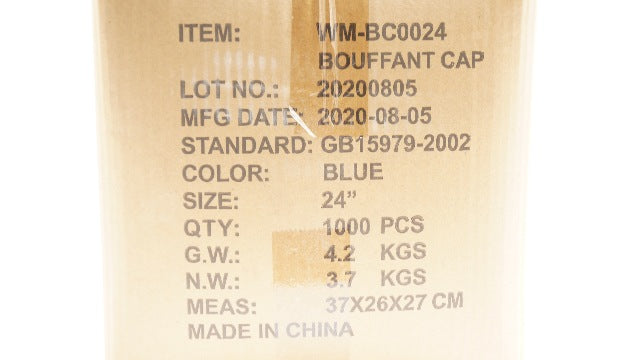 ITEM: WM-BC0024
BOUFFANT CAP
LOT NO.: 20200805
MFG DATE: 2020-08-05
STANDARD: GB15979-2002
COLOR: BLUE
SIZE: 24”
QTY: 1000 PCS
G.W.: 4.2 KGS
N.W.: 3.7 KGS
MEAS: 37X26X27 CM
MADE IN CHINA